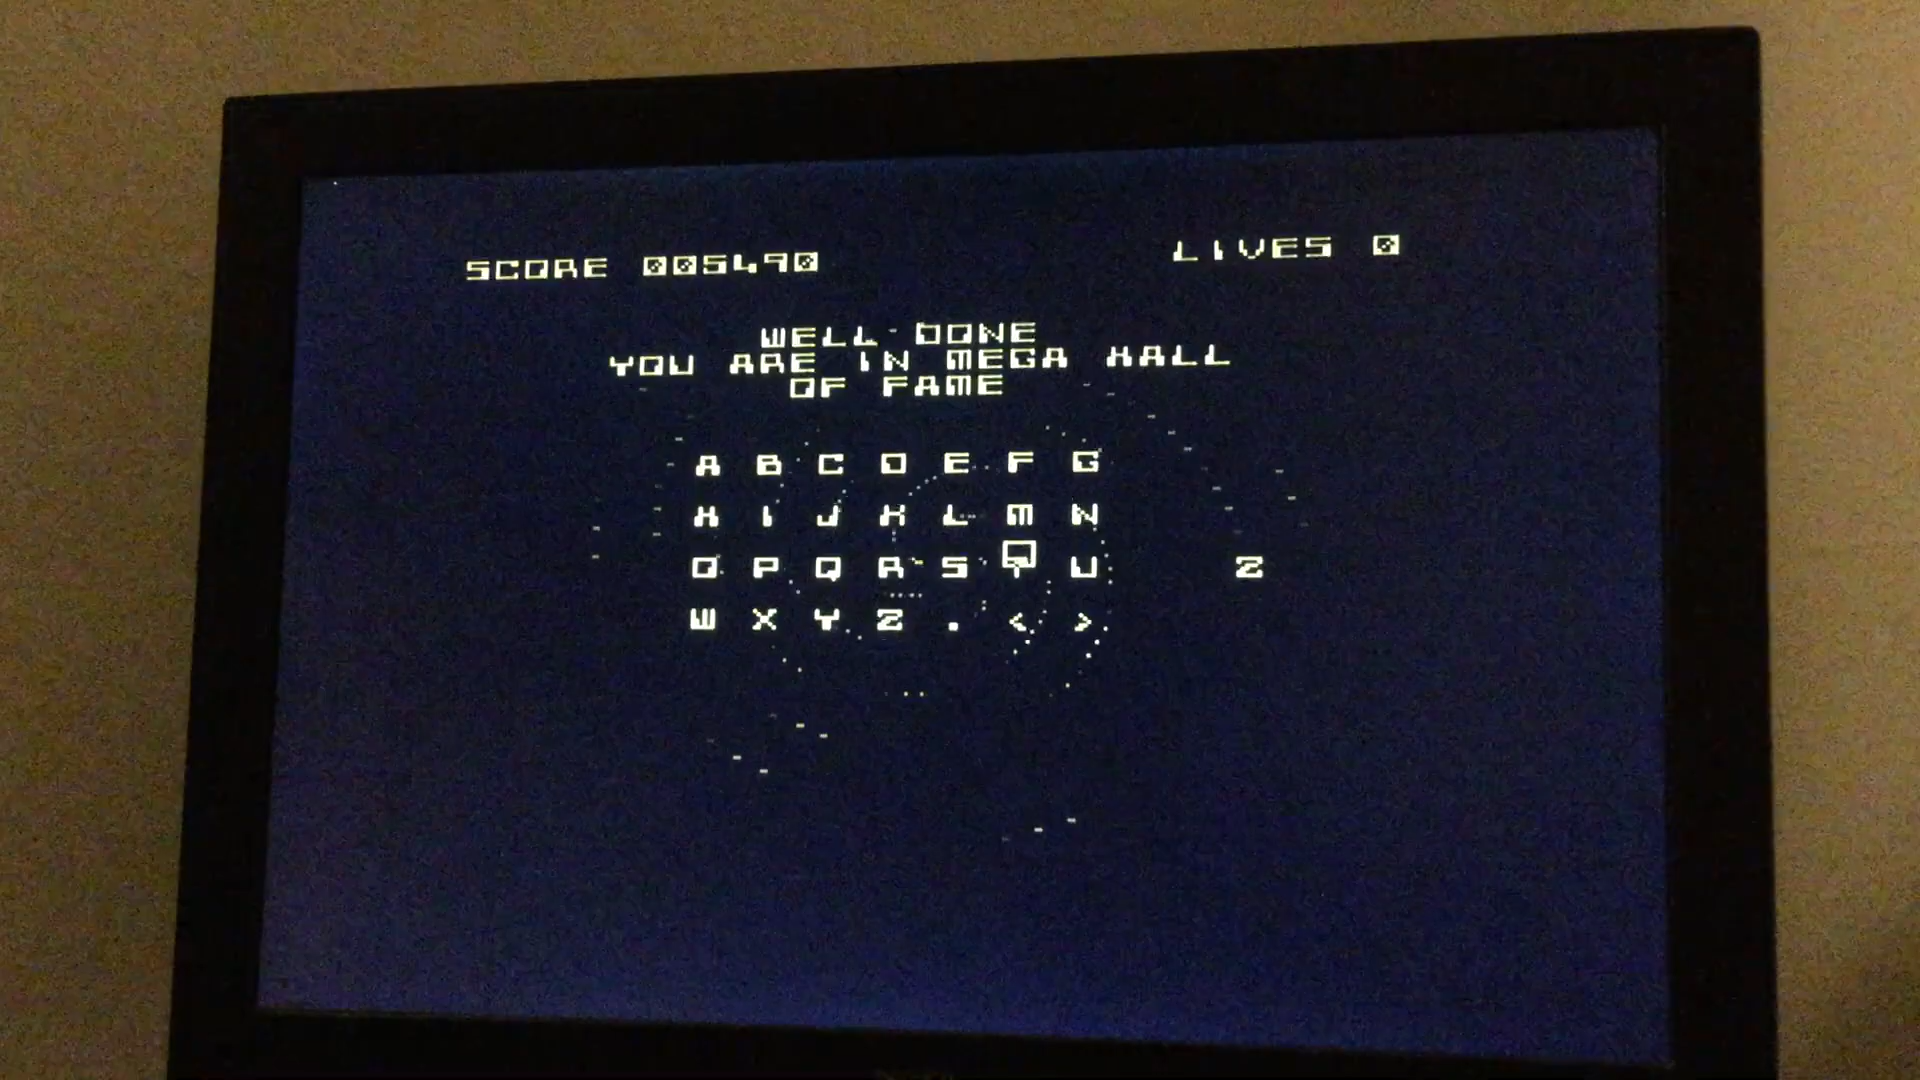 SCORE 005490 LIVES 0
WELL DONE
YOU ARE IN MEGA HALL
OF FAME
A B C D E F G
H I J K L M N
O P Q R S T U Z
W X Y Z . < >